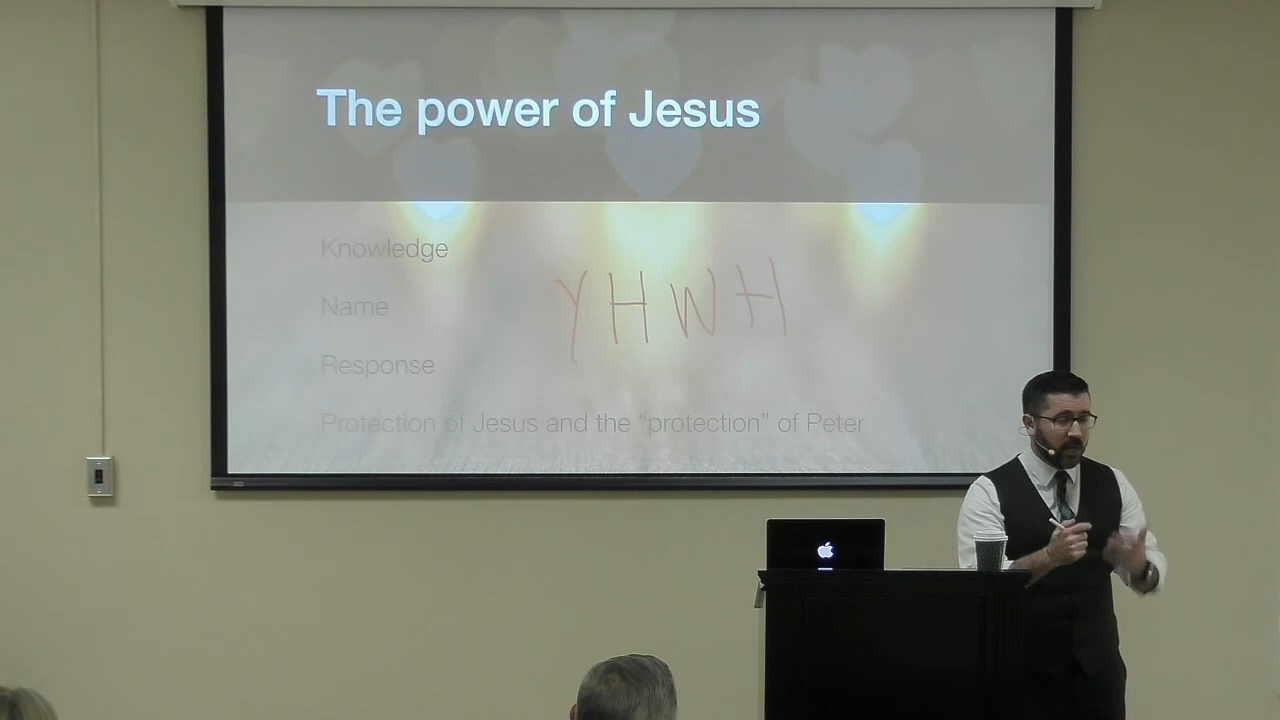 The power of Jesus
Knowledge
YHWH
Name
Response
Protection of Jesus and the “protection” of Peter